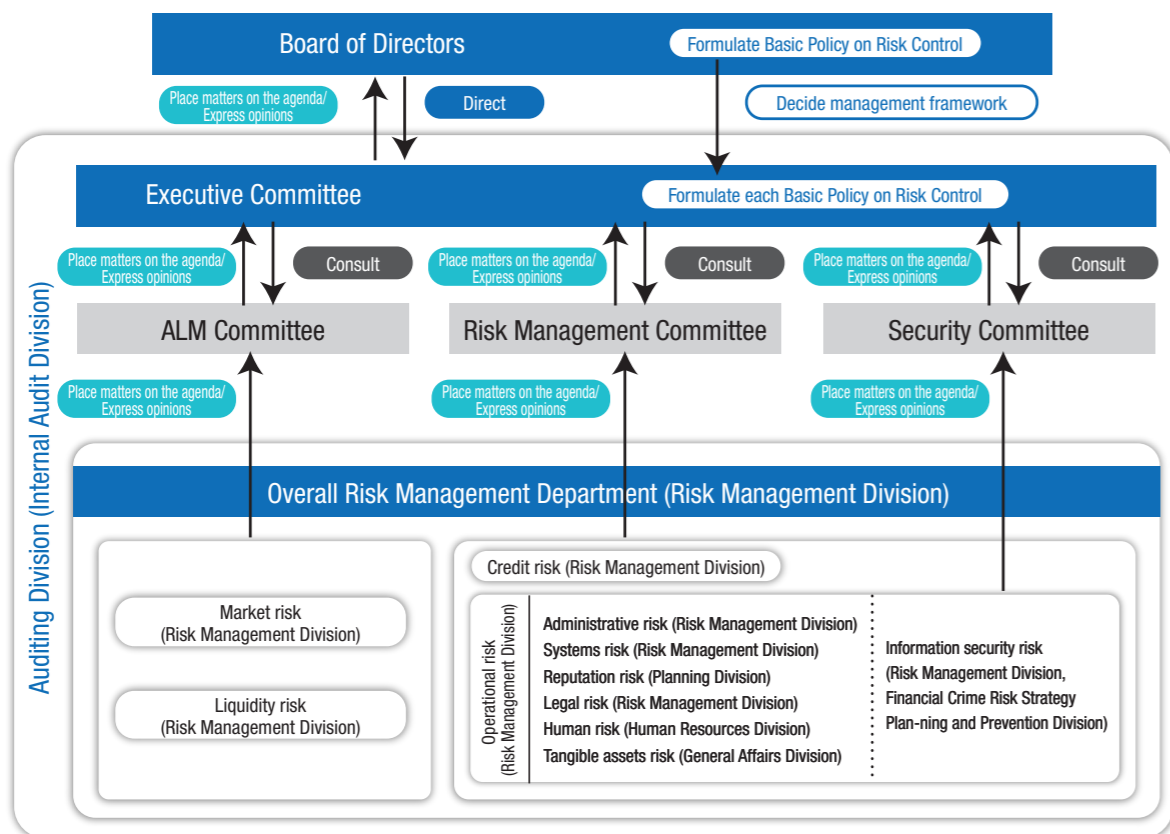 Board of Directors
Formulate Basic Policy on Risk Control
Place matters on the agenda/
Express opinions
Direct
Decide management framework
Auditing Division (Internal Audit Division)
Executive Committee
Formulate each Basic Policy on Risk Control
Place matters on the agenda/
Express opinions
Consult
Place matters on the agenda/
Express opinions
Consult
Place matters on the agenda/
Express opinions
Consult
ALM Committee
Risk Management Committee
Security Committee
Place matters on the agenda/
Express opinions
Place matters on the agenda/
Express opinions
Place matters on the agenda/
Express opinions
Overall Risk Management Department (Risk Management Division)
Market risk
(Risk Management Division)
Liquidity risk
(Risk Management Division)
Credit risk (Risk Management Division)
Operational risk
(Risk Management Division)
Administrative risk (Risk Management Division)
Systems risk (Risk Management Division)
Reputation risk (Planning Division)
Legal risk (Risk Management Division)
Human risk (Human Resources Division)
Tangible assets risk (General Affairs Division)
Information security risk
(Risk Management Division,
Financial Crime Risk Strategy
Plan-ning and Prevention Division)